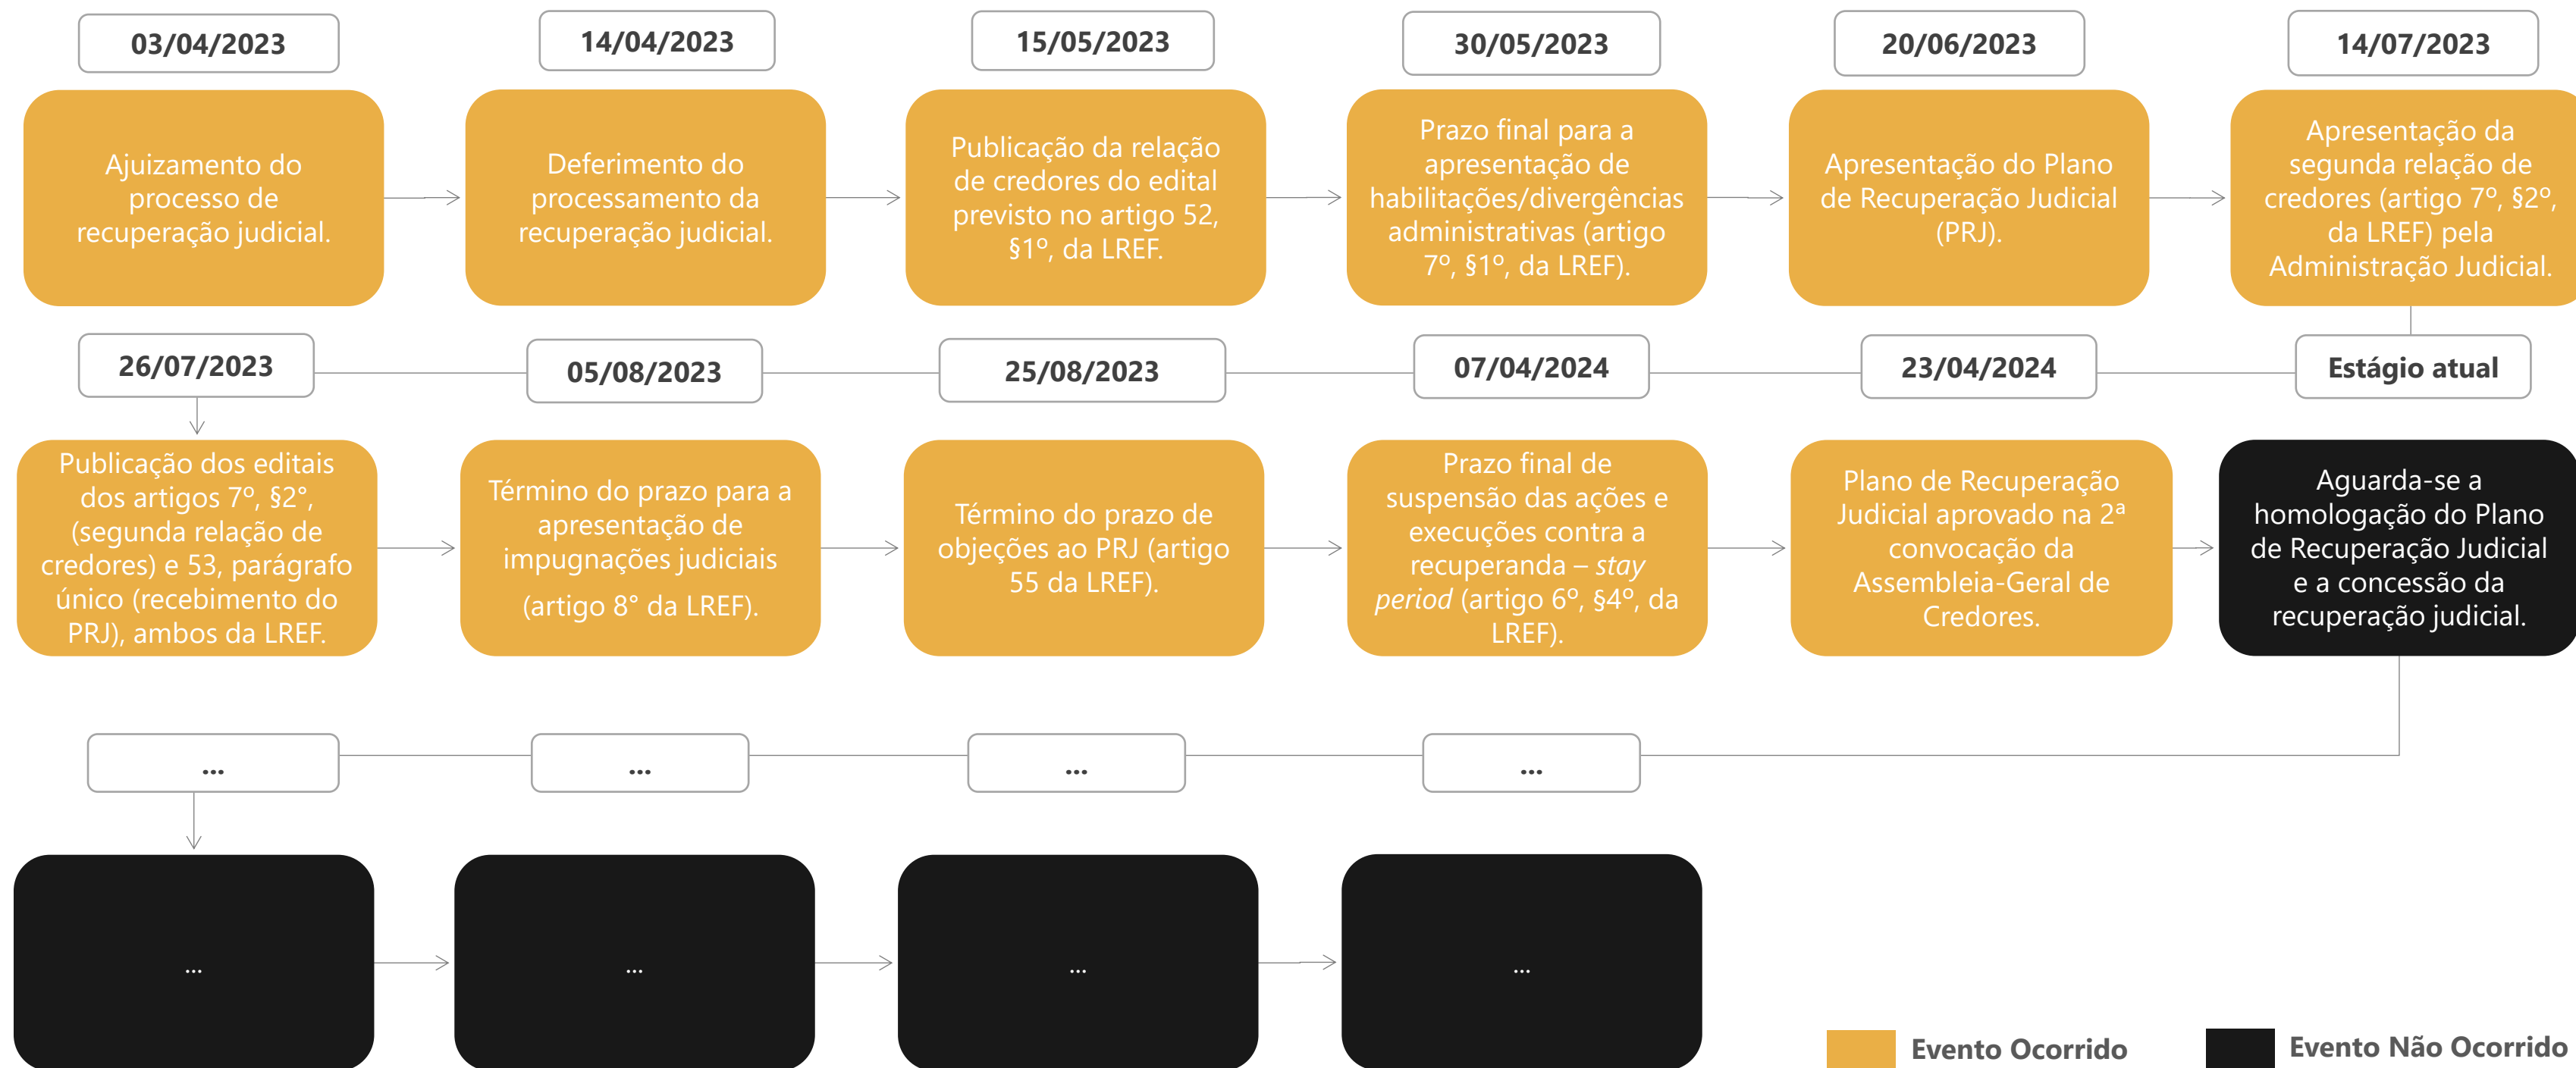 03/04/2023
14/04/2023
15/05/2023
30/05/2023
20/06/2023
14/07/2023
Ajuizamento do
processo de
recuperação judicial.
Deferimento do
processamento da
recuperação judicial.
Publicação da relação
de credores do edital
previsto no artigo 52,
§1º, da LREF.
Prazo final para a
apresentação de
habilitações/divergências
administrativas (artigo
7º, §1º, da LREF).
Apresentação do Plano
de Recuperação Judicial
(PRJ).
Apresentação da
segunda relação de
credores (artigo 7º, §2º,
da LREF) pela
Administração Judicial.
26/07/2023
05/08/2023
25/08/2023
07/04/2024
23/04/2024
Estágio atual
Publicação dos editais
dos artigos 7º, §2°,
(segunda relação de
credores) e 53, parágrafo
único (recebimento do
PRJ), ambos da LREF.
Término do prazo para a
apresentação de
impugnações judiciais
(artigo 8° da LREF).
Término do prazo de
objeções ao PRJ (artigo
55 da LREF).
Prazo final de
suspensão das ações e
execuções contra a
recuperanda – stay
period (artigo 6º, §4º, da
LREF).
Plano de Recuperação
Judicial aprovado na 2ª
convocação da
Assembleia-Geral de
Credores.
Aguarda-se a
homologação do Plano
de Recuperação Judicial
e a concessão da
recuperação judicial.
...
...
...
...
...
...
...
...
Evento Ocorrido
Evento Não Ocorrido